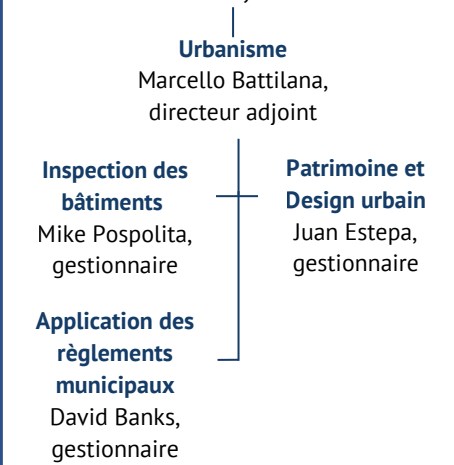 Urbanisme
Marcello Battilana,
directeur adjoint
Inspection des
bâtiments
Mike Pospolita,
gestionnaire
Patrimoine et
Design urbain
Juan Estepa,
gestionnaire
Application des
règlements
municipaux
David Banks,
gestionnaire